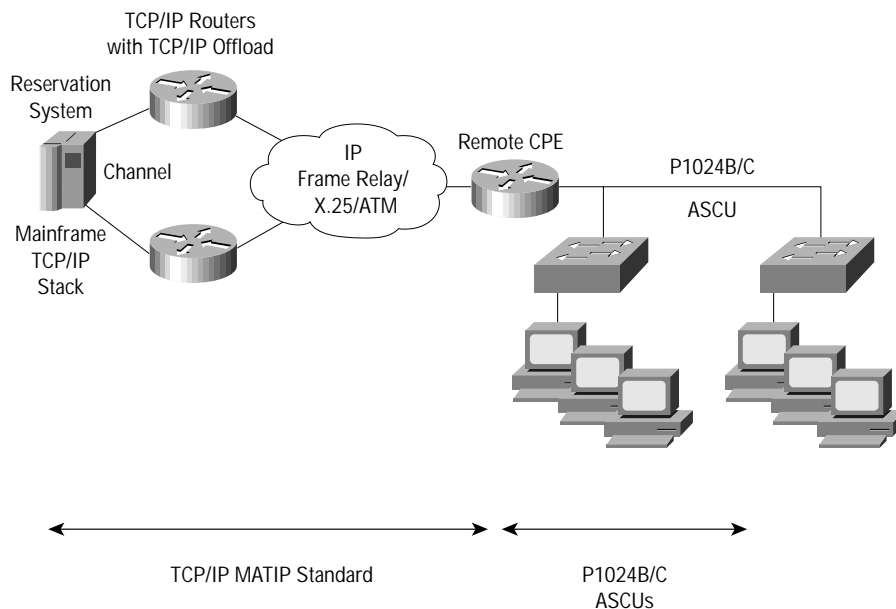 TCP/IP Routers
with TCP/IP Offload
Reservation
System
Channel
Mainframe
TCP/IP
Stack
IP
Frame Relay/
X.25/ATM
Remote CPE
P1024B/C
ASCU
TCP/IP MATIP Standard
P1024B/C
ASCUs